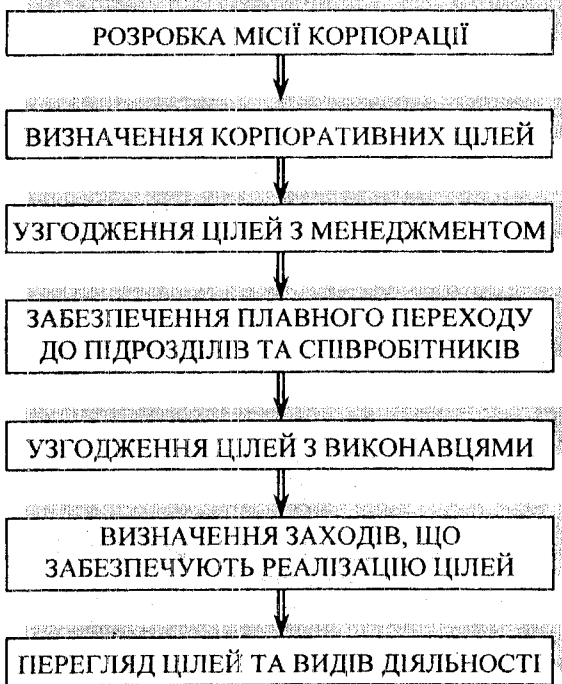 РОЗРОБКА МІСІЇ КОРПОРАЦІЇ
ВИЗНАЧЕННЯ КОРПОРАТИВНИХ ЦІЛЕЙ
УЗГОДЖЕННЯ ЦІЛЕЙ З МЕНЕДЖМЕНТОМ
ЗАБЕЗПЕЧЕННЯ ПЛАВНОГО ПЕРЕХОДУ
ДО ПІДРОЗДІЛІВ ТА СПІВРОБІТНИКІВ
УЗГОДЖЕННЯ ЦІЛЕЙ З ВИКОНАВЦЯМИ
ВИЗНАЧЕННЯ ЗАХОДІВ, ЩО
ЗАБЕЗПЕЧУЮТЬ РЕАЛІЗАЦІЮ ЦІЛЕЙ
ПЕРЕГЛЯД ЦІЛЕЙ ТА ВИДІВ ДІЯЛЬНОСТІ